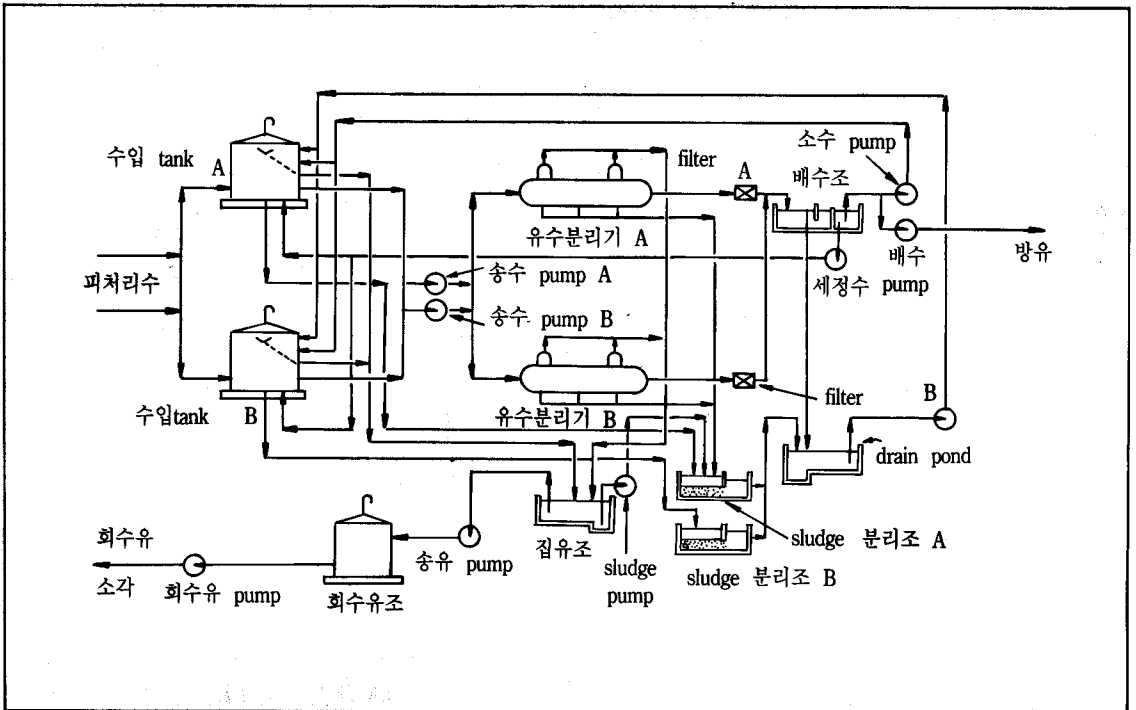 소수 pump
수입 tank
A
filter
A
배수조
유수분리기 A
배수
pump
방유
세정수
피처리수
송수 pump A
송수 pump B
수입tank
B
유수분리기 B
filter
B
drain pond
sludge 분리조 A
sludge 분리조 B
집유조
sludge
pump
송유 pump
회수유조
회수유
소각
회수유 pump